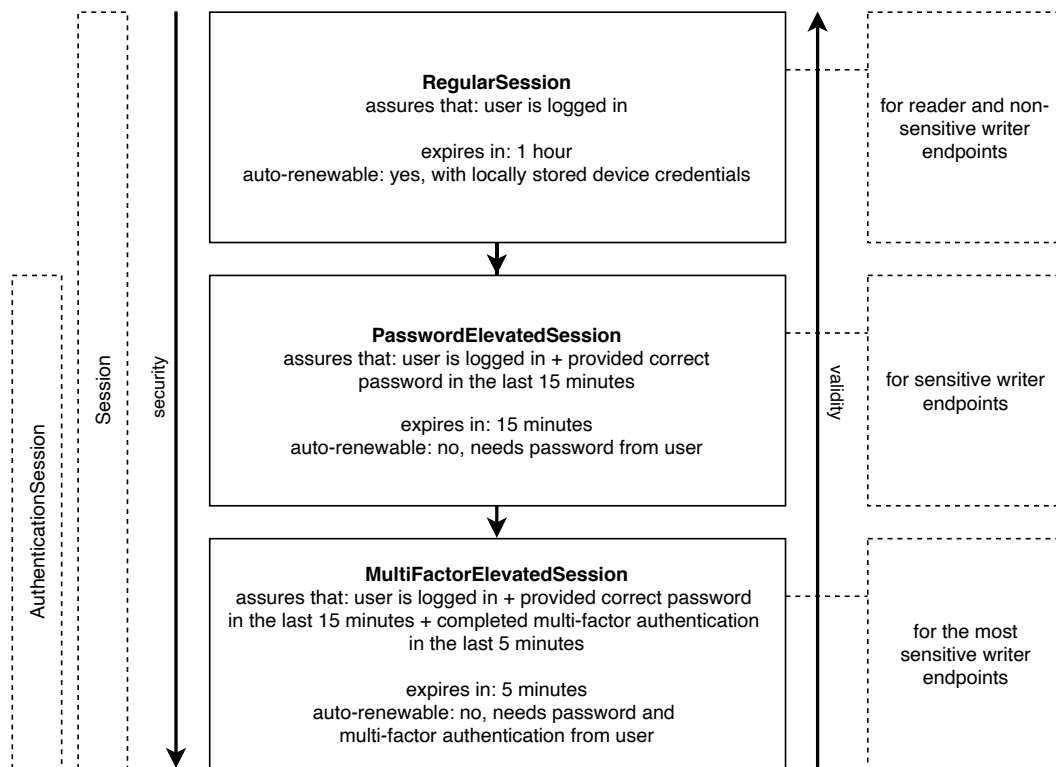 RegularSession
assures that: user is logged in
expires in: 1 hour
auto-renewable: yes, with locally stored device credentials
for reader and non-
sensitive writer
endpoints
Session
security
validity
AuthenticationSession
PasswordElevatedSession
assures that: user is logged in + provided correct
password in the last 15 minutes
expires in: 15 minutes
auto-renewable: no, needs password from user
for sensitive writer
endpoints
MultiFactorElevatedSession
assures that: user is logged in + provided correct password
in the last 15 minutes + completed multi-factor authentication
in the last 5 minutes
expires in: 5 minutes
auto-renewable: no, needs password and
multi-factor authentication from user
for the most
sensitive writer
endpoints